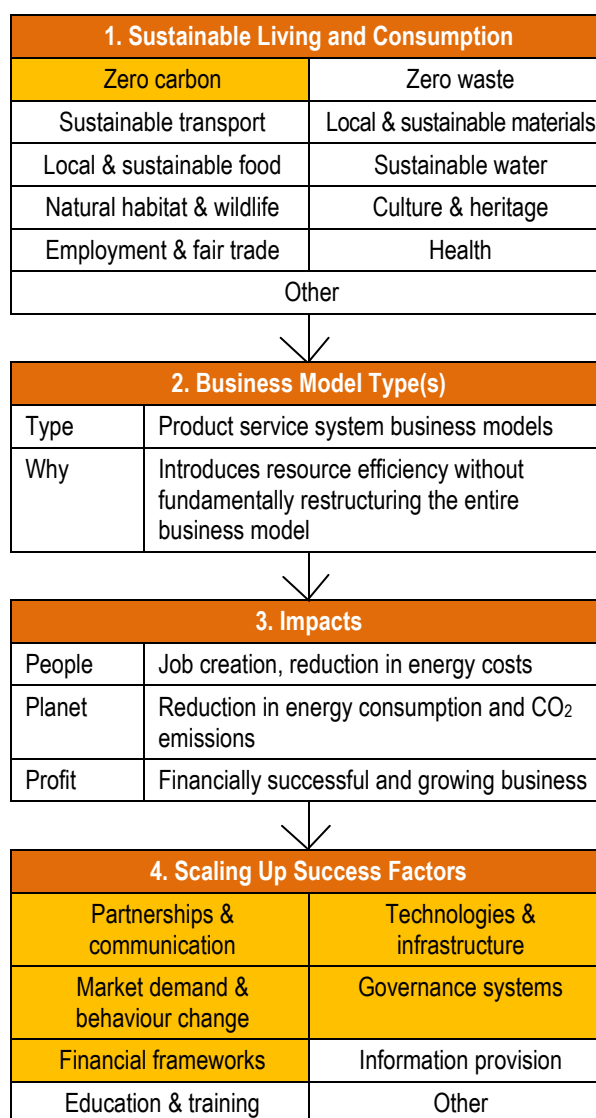 1. Sustainable Living and Consumption
Zero carbon
Zero waste
Sustainable transport
Local & sustainable materials
Local & sustainable food
Sustainable water
Natural habitat & wildlife
Culture & heritage
Employment & fair trade
Health
Other
2. Business Model Type(s)
Type
Product service system business models
Why
Introduces resource efficiency without
fundamentally restructuring the entire
business model
3. Impacts
People
Job creation, reduction in energy costs
Planet
Reduction in energy consumption and CO₂
emissions
Profit
Financially successful and growing business
4. Scaling Up Success Factors
Partnerships &
communication
Technologies &
infrastructure
Market demand &
behaviour change
Governance systems
Financial frameworks
Information provision
Education & training
Other